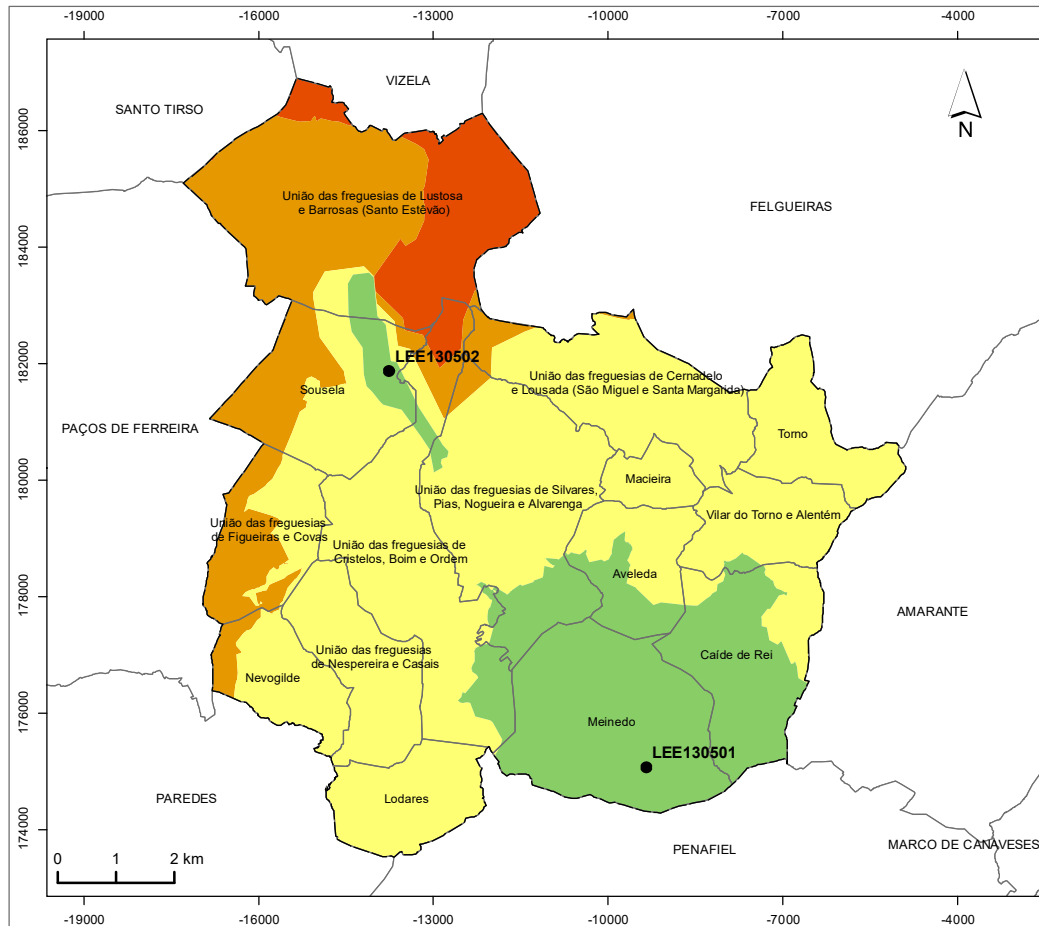 -19000
-16000
-13000
-10000
-7000
-4000
VIZELA
SANTO TIRSO
N
186000
184000
182000
180000
178000
176000
174000
FELGUEIRAS
União das freguesias de Lustosa
e Barrosas (Santo Estêvão)
LEE130502
União das freguesias de Cernadelo
e Lousada (São Miguel e Santa Margarida)
Sousela
PAÇOS DE FERREIRA
Torno
Macieira
União das freguesias de Silvares,
Pias, Nogueira e Alvarenga
Vilar do Torno e Alentém
União das freguesias
de Figueiras e Covas
União das freguesias de
Cristelos, Boim e Ordem
Aveleda
AMARANTE
União das freguesias
de Nespereira e Casais
Caíde de Rei
Nevogilde
Meinedo
LEE130501
PAREDES
Lodares
PENAFIEL
MARCO DE CANAVESES
0 1 2 km
-19000
-16000
-13000
-10000
-7000
-4000